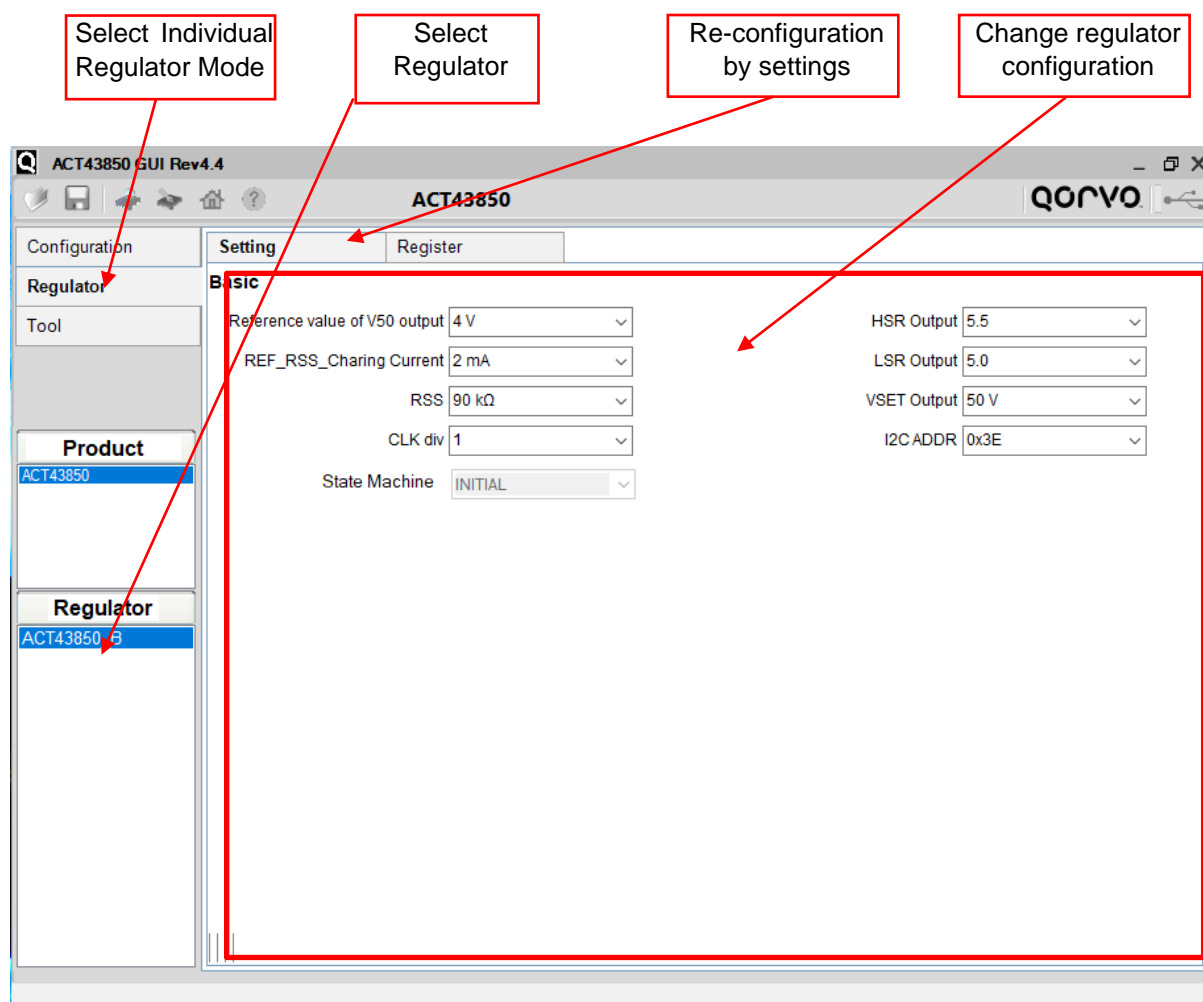 Select Individual
Regulator Mode
Select
Regulator
Re-configuration
by settings
Change regulator
configuration
ACT43850 GUI Rev4.4
ACT43850
QORVO
Configuration
Regulator
Tool
Setting
Register
Basic
Reference value of V50 output 4 V
HSR Output 5.5
REF_RSS_Charing Current 2 mA
LSR Output 5.0
RSS 90 kΩ
VSET Output 50 V
CLK div 1
I2C ADDR 0x3E
State Machine INITIAL
Product
ACT43850
Regulator
ACT43850